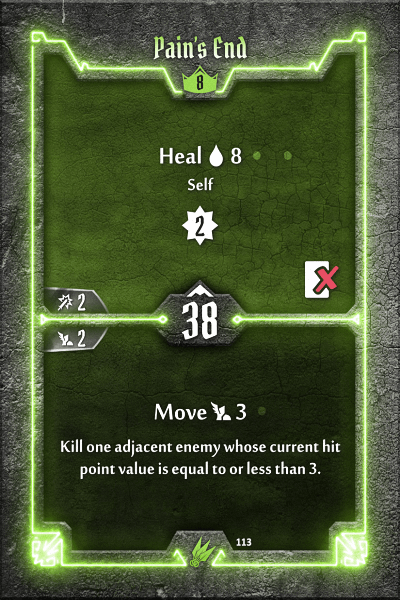 Pain's End
8
Heal 8
Self
2
2
38
2
Move 3
Kill one adjacent enemy whose current hit
point value is equal to or less than 3.
113